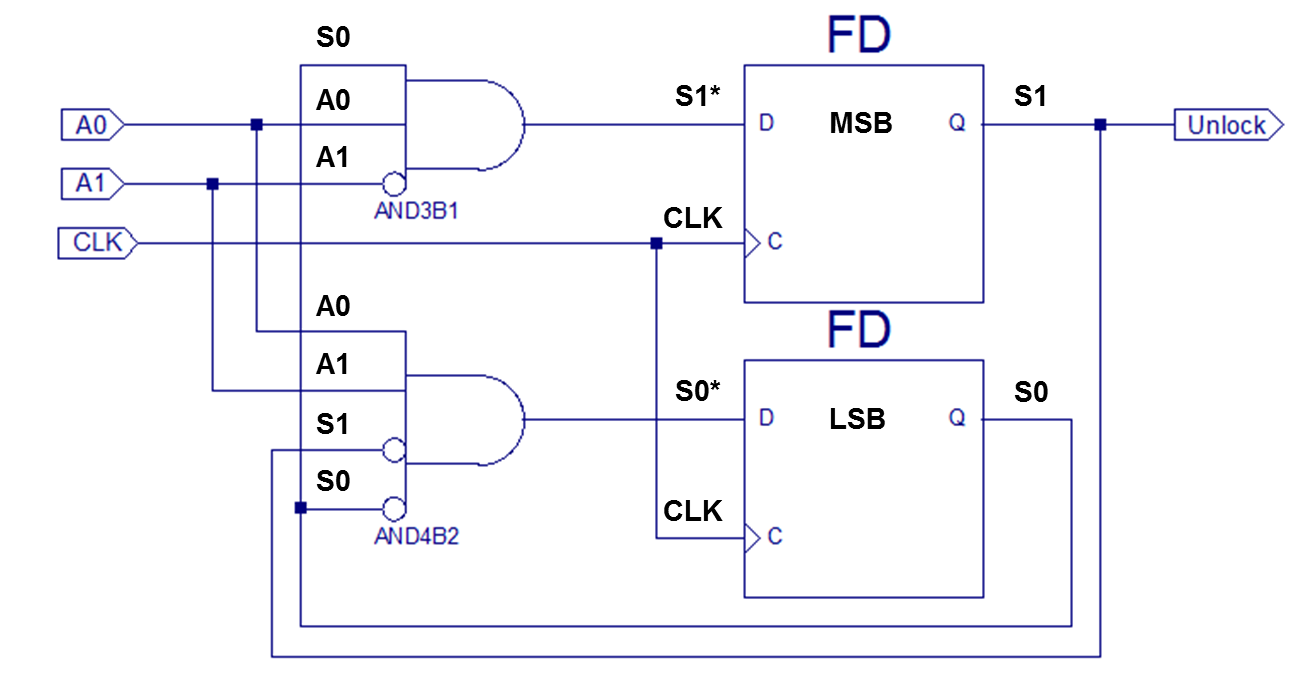 FD
S0
S1*
S1
A0
A0
D
MSB
Q
Unlock
A1
A1
AND3B1
CLK
CLK
C
A0
FD
A1
S0*
S0
D
LSB
Q
S1
S0
CLK
AND4B2
C